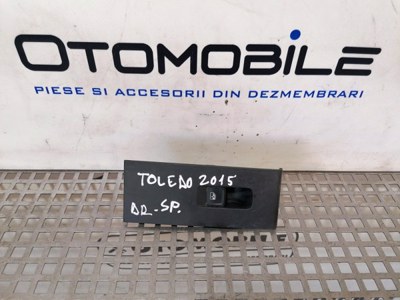 OTOMOBILE
PIESE SI ACCESORII DIN DEZMEMBRARI
TOLEDO 2015
DR.-SP.